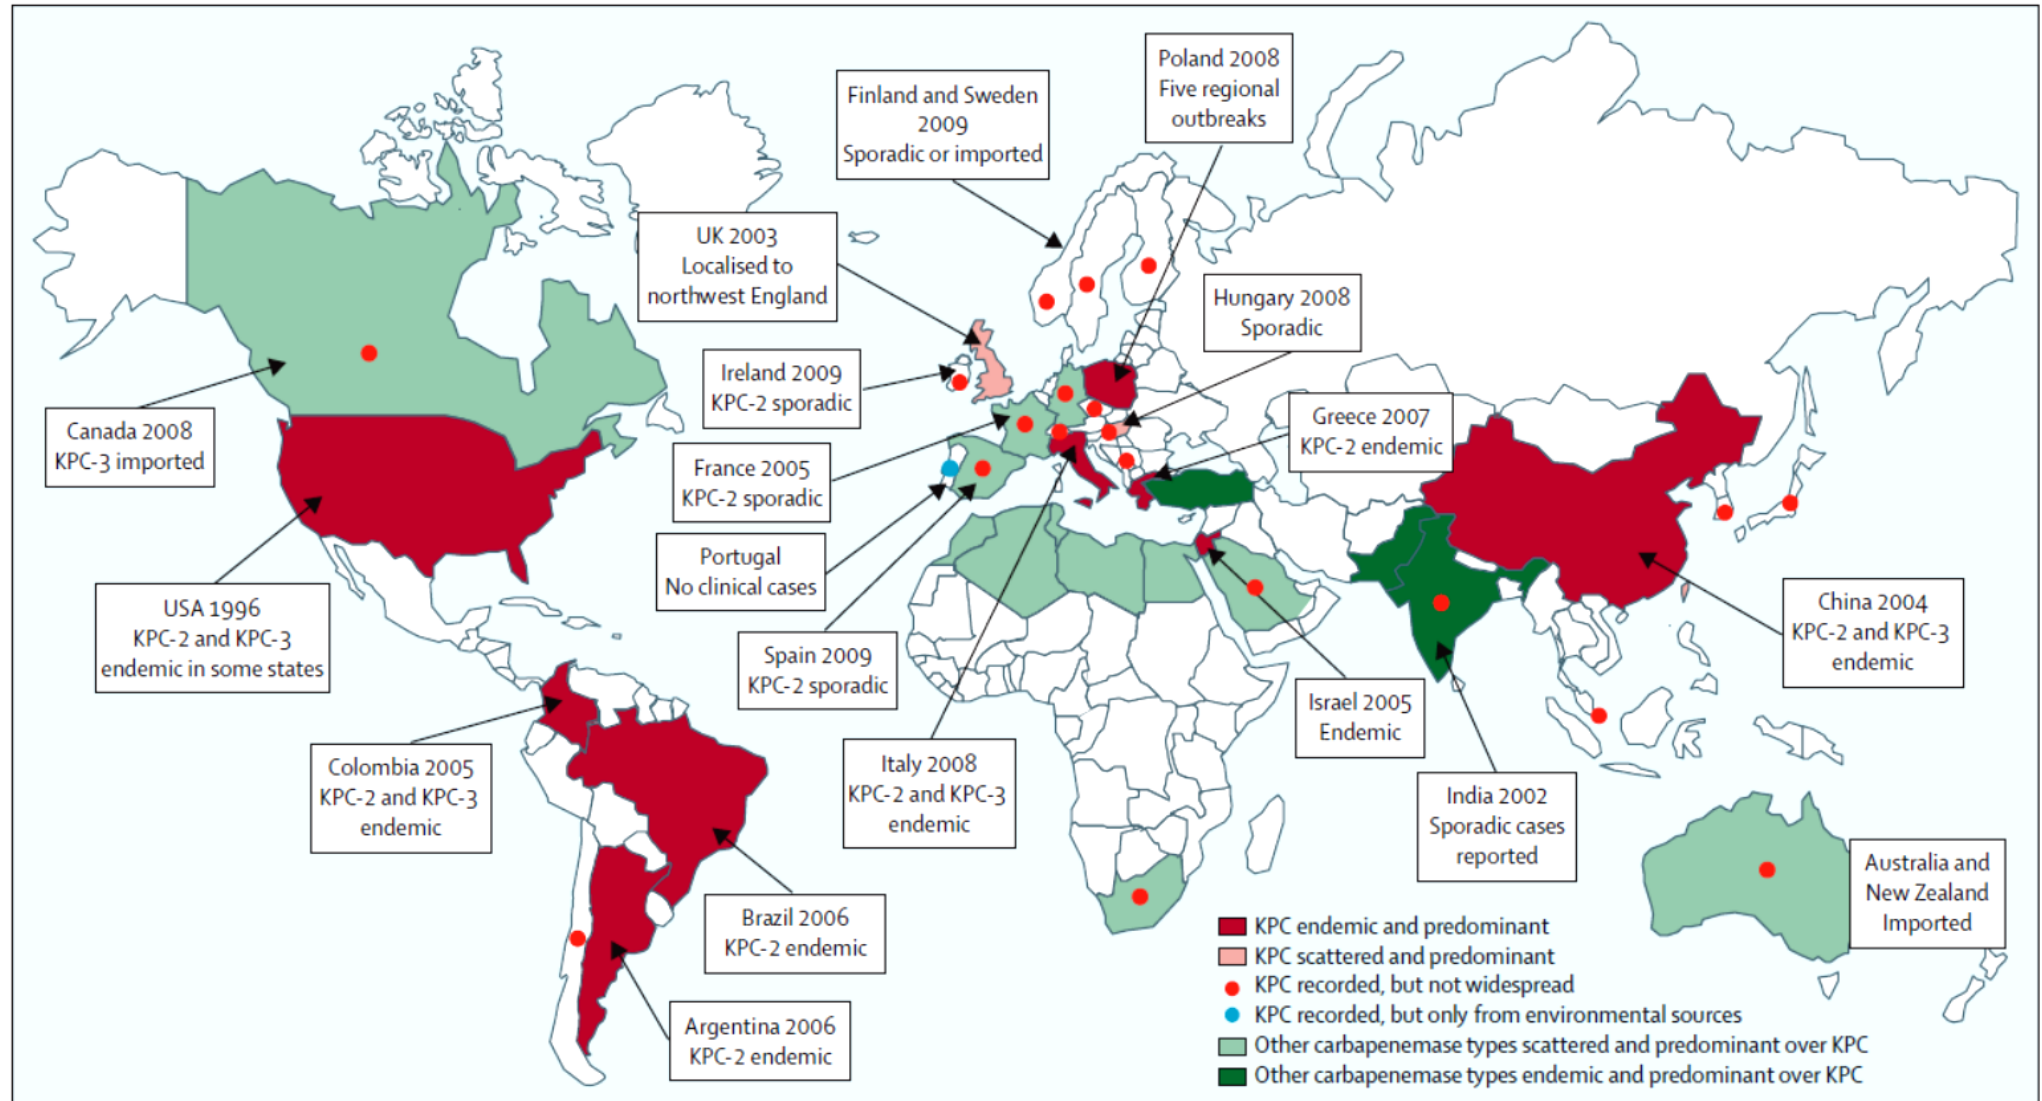 Poland 2008
Five regional
outbreaks
Finland and Sweden
2009
Sporadic or imported
UK 2003
Localised to
northwest England
Hungary 2008
Sporadic
Ireland 2009
KPC-2 sporadic
Greece 2007
KPC-2 endemic
Canada 2008
KPC-3 imported
France 2005
KPC-2 sporadic
Portugal
No clinical cases
USA 1996
KPC-2 and KPC-3
endemic in some states
Spain 2009
KPC-2 sporadic
China 2004
KPC-2 and KPC-3
endemic
Israel 2005
Endemic
Colombia 2005
KPC-2 and KPC-3
endemic
Italy 2008
KPC-2 and KPC-3
endemic
India 2002
Sporadic cases
reported
Australia and
New Zealand
Imported
Brazil 2006
KPC-2 endemic
Argentina 2006
KPC-2 endemic
KPC endemic and predominant
KPC scattered and predominant
KPC recorded, but not widespread
KPC recorded, but only from environmental sources
Other carbapenemase types scattered and predominant over KPC
Other carbapenemase types endemic and predominant over KPC